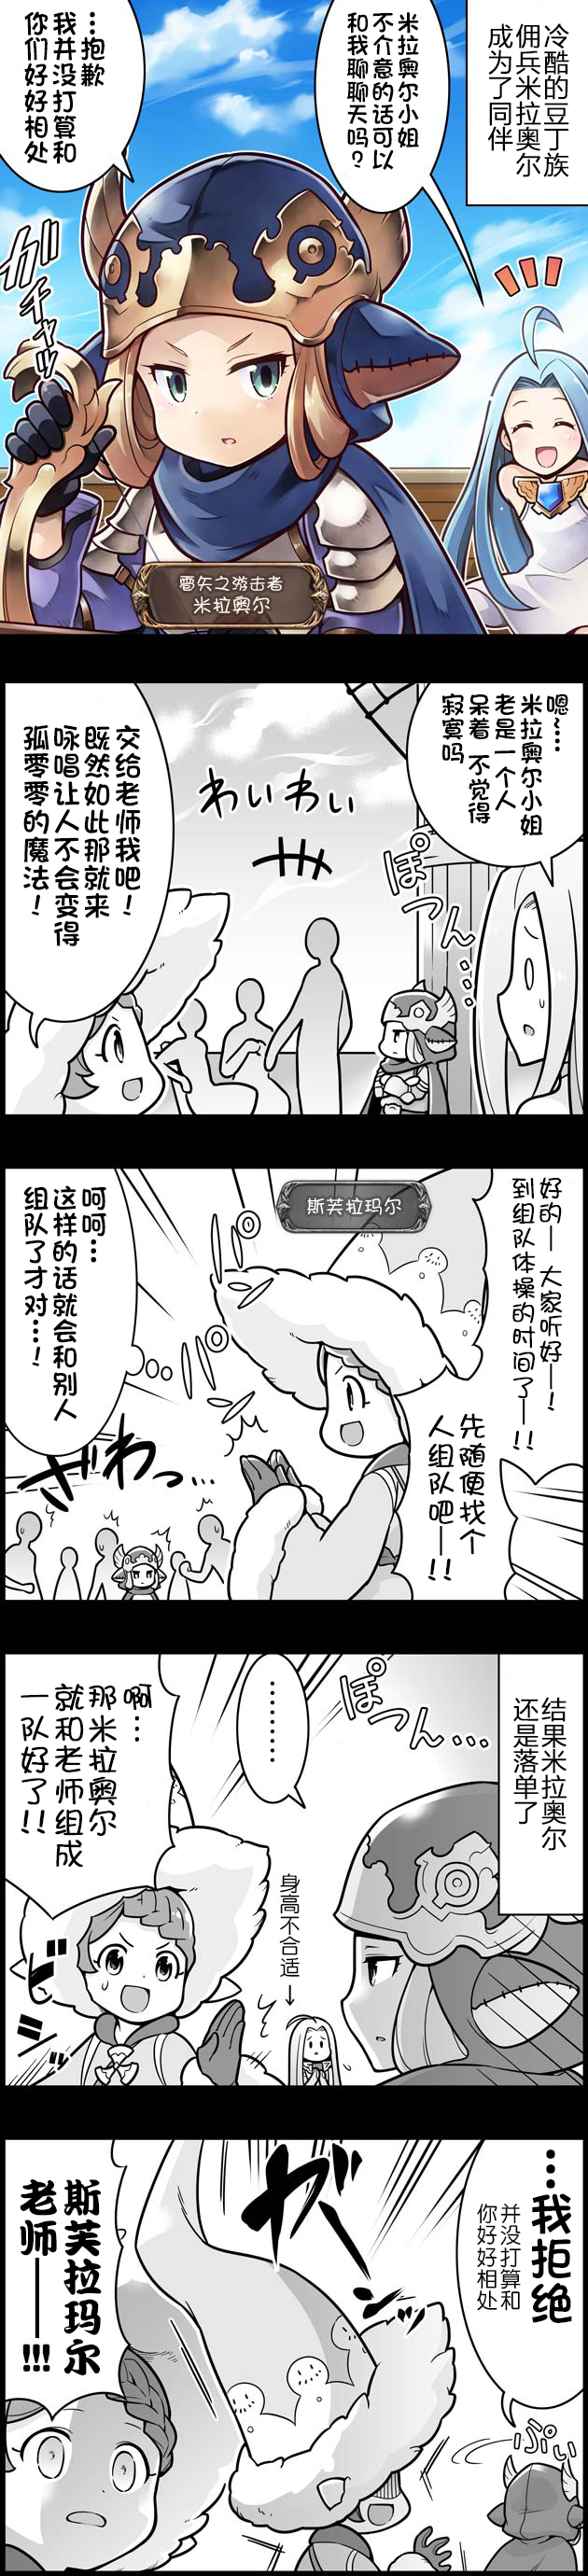 冷酷的豆丁族
佣兵米拉奥尔
成为了同伴
米拉奥尔小姐
不介意的话可以
和我聊聊天吗？
…抱歉
我并没打算和
你们好好相处
ガチャッ
雹矢之游击者
米拉奥尔
嗯~~~
米拉奥尔小姐
老是一个人
呆着 不觉得
寂寞吗
わいわい
ぽつん……
交给老师我吧！
既然如此那就来
咏唱让人不会变得
孤零零的魔法！
斯芙拉玛尔
好的— 大家听好—！
到组队体操的时间了—!!
先随便找个
人组队吧—!!
呵呵…
这样的话就会和别人
组队了才对…！
ざわっ…
结果米拉奥尔
还是落单了
ぽつん…
………
身高不合适→
啊…
那米拉奥尔
就和老师组成
一队好了!!
ビシッ
…我拒绝
并没打算和
你好好相处
ぷい
ガーン
斯芙拉玛尔
老师——!!!